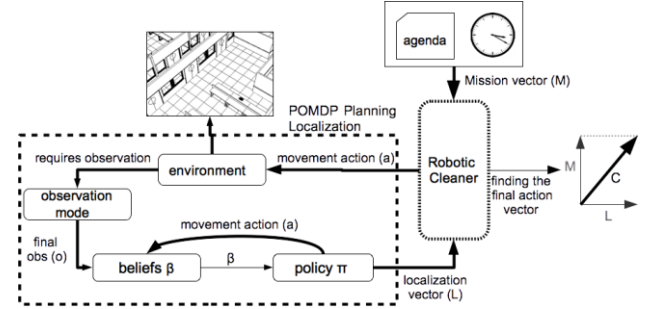 agenda
Mission vector (M)
POMDP Planning
Localization
requires observation
environment
movement action (a)
Robotic
Cleaner
finding the
final action
vector
M
C
L
observation
mode
movement action (a)
final
obs (o)
beliefs β
β
policy π
localization
vector (L)